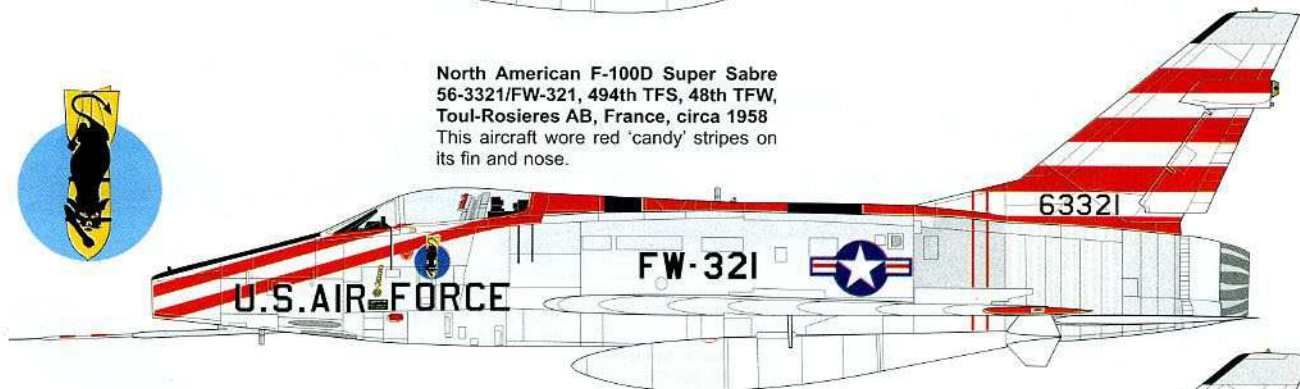 North American F-100D Super Sabre
56-3321/FW-321, 494th TFS, 48th TFW,
Toul-Rosieres AB, France, circa 1958
This aircraft wore red ‘candy’ stripes on
its fin and nose.
63321
FW-321
U.S.AIR FORCE